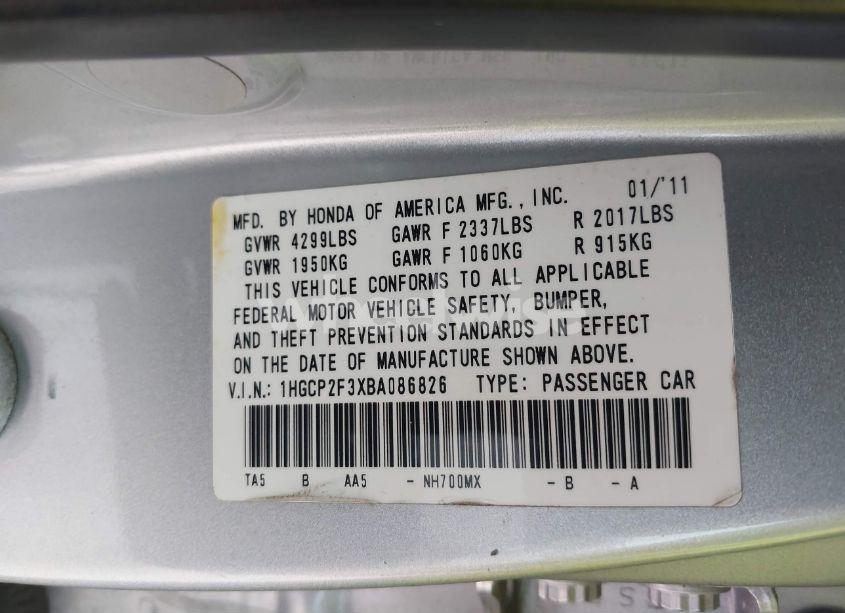 MFD. BY HONDA OF AMERICA MFG., INC. 01/'11
GVWR 4299LBS GAWR F 2337LBS R 2017LBS
GVWR 1950KG GAWR F 1060KG R 915KG
THIS VEHICLE CONFORMS TO ALL APPLICABLE
FEDERAL MOTOR VEHICLE SAFETY, BUMPER,
AND THEFT PREVENTION STANDARDS IN EFFECT
ON THE DATE OF MANUFACTURE SHOWN ABOVE.
V.I.N.: 1HGCP2F3XBA086826 TYPE: PASSENGER CAR
TA5 B AA5 - NH700MX - B - A